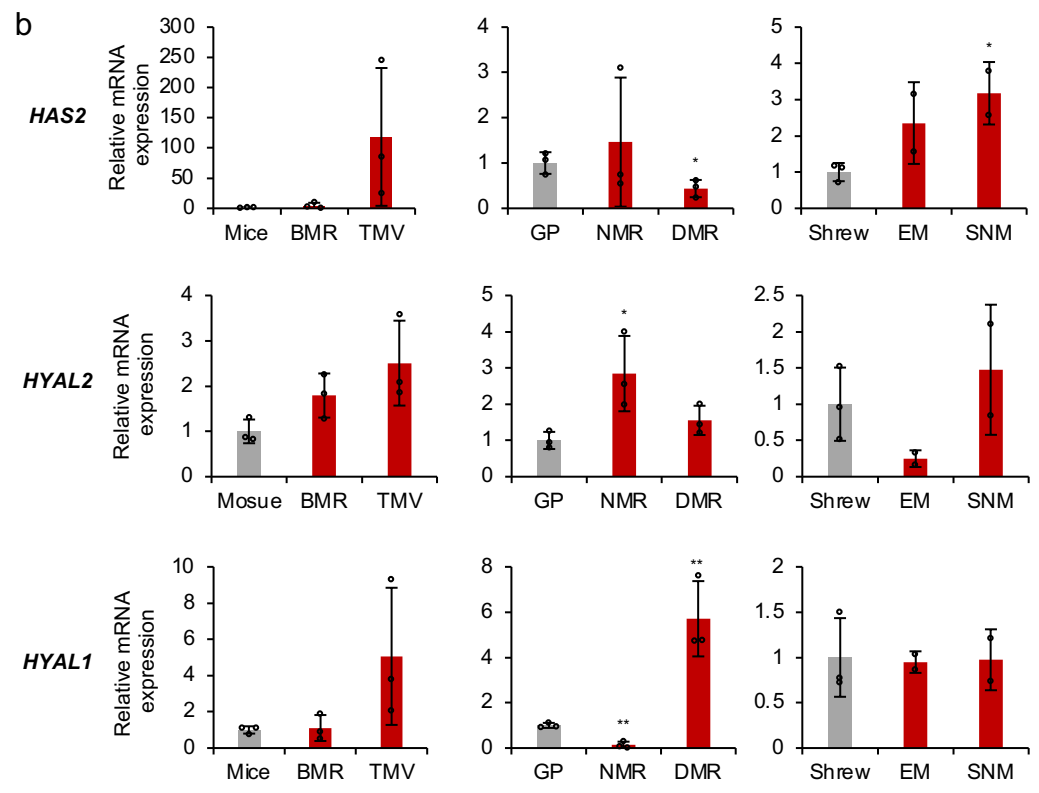 b
HAS2
Relative mRNA
expression
300
250
200
150
100
50
0
Mice BMR TMV
4
3
2
1
0
*
GP NMR DMR
5
4
3
2
1
0
*
Shrew EM SNM
HYAL2
Relative mRNA
expression
4
3
2
1
0
Mosue BMR TMV
5
4
3
2
1
0
*
GP NMR DMR
2.5
2
1.5
1
0.5
0
Shrew EM SNM
HYAL1
Relative mRNA
expression
10
8
6
4
2
0
Mice BMR TMV
8
6
4
2
0
**
**
GP NMR DMR
2
1.5
1
0.5
0
Shrew EM SNM